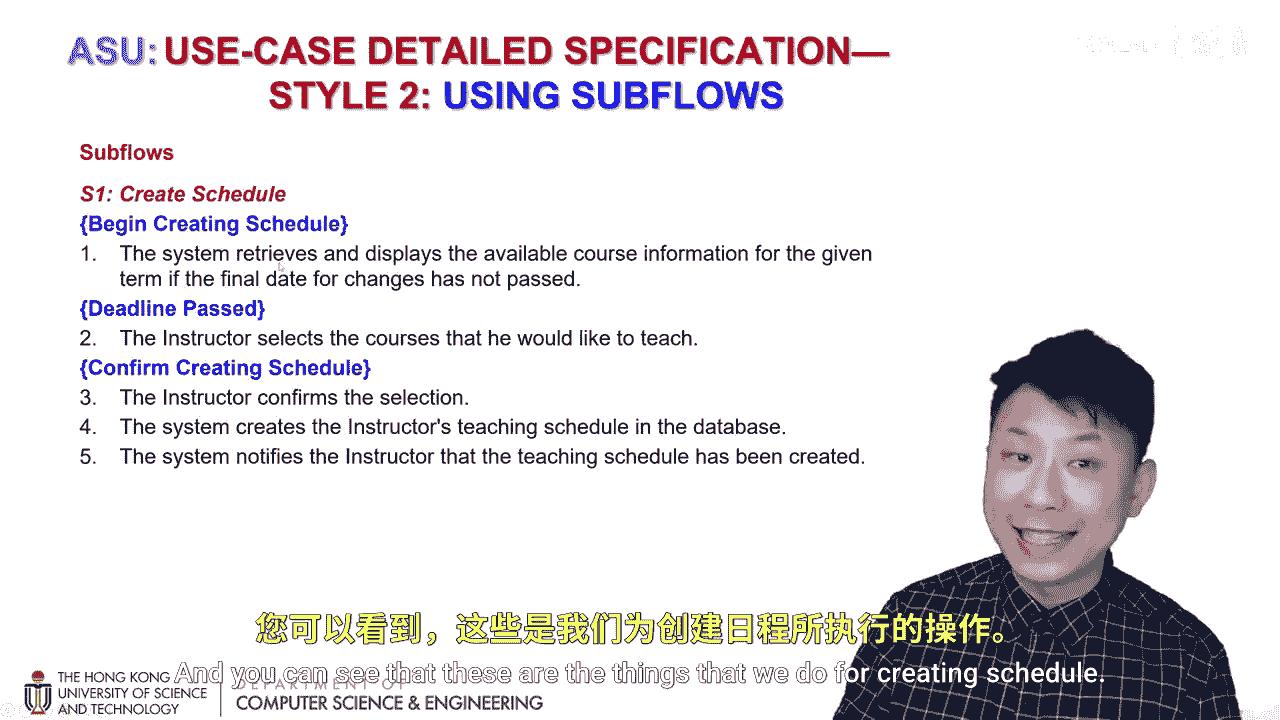 ASU: USE-CASE DETAILED SPECIFICATION—
STYLE 2: USING SUBFLOWS
Subflows
S1: Create Schedule
{Begin Creating Schedule}
1. The system retrieves and displays the available course information for the given
term if the final date for changes has not passed.
{Deadline Passed}
2. The Instructor selects the courses that he would like to teach.
{Confirm Creating Schedule}
3. The Instructor confirms the selection.
4. The system creates the Instructor's teaching schedule in the database.
5. The system notifies the Instructor that the teaching schedule has been created.
您可以看到，这些是我们为创建日程所执行的操作。
And you can see that these are the things that we do for creating schedule.
THE HONG KONG
UNIVERSITY OF SCIENCE
AND TECHNOLOGY
DEPARTMENT OF
COMPUTER SCIENCE & ENGINEERING